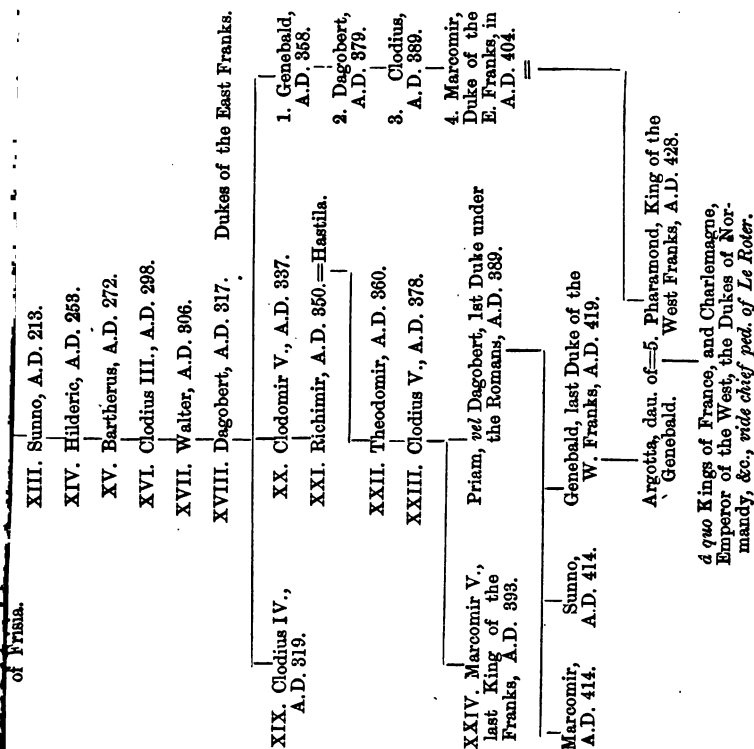 of Frisia.
XIII. Sunno, A.D. 213.
XIV. Hilderic, A.D. 253.
XV. Bartherus, A.D. 272.
XVI. Clodius III., A.D. 298.
XVII. Walter, A.D. 306.
XVIII. Dagobert, A.D. 317.
Dukes of the East Franks.
XIX. Clodius IV.,
A.D. 319.
XX. Clodomir V., A.D. 337.
1. Genebald,
A.D. 358.
XXI. Richimir, A.D. 350.=Hastila.
2. Dagobert,
A.D. 379.
XXII. Theodomir, A.D. 360.
3. Clodius,
A.D. 389.
XXIII. Clodius V., A.D. 378.
4. Marcomir,
Duke of the
E. Franks, in
A.D. 404.
=
XXIV. Marcomir V.,
last King of the
Franks, A.D. 393.
Priam, vel Dagobert, 1st Duke under
the Romans, A.D. 389.
Marcomir,
A.D. 414.
Sunno,
A.D. 414.
Genebald, last Duke of the
W. Franks, A.D. 419.
Argotta, dau. of=5. Pharamond, King of the
Genebald. West Franks, A.D. 428.
á quo Kings of France, and Charlemagne,
Emperor of the West, the Dukes of Nor-
mandy, &c., vide chief ped. of Le Roter.